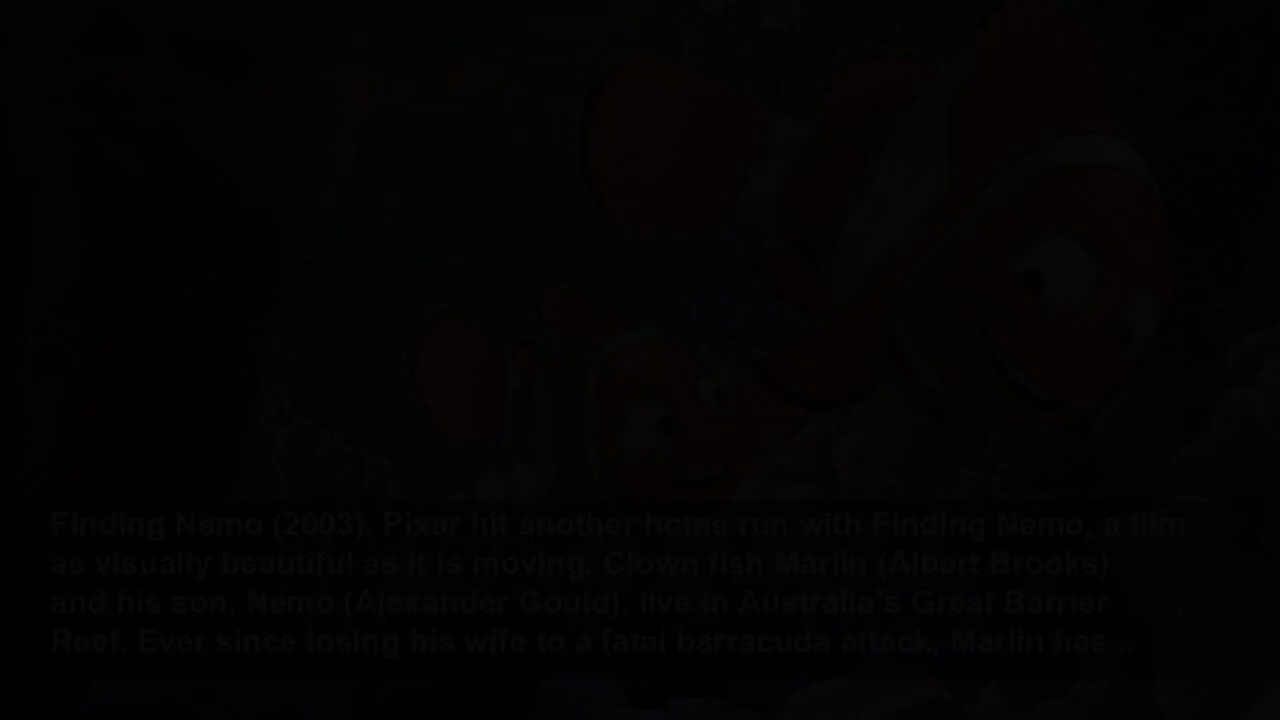 Finding Nemo (2003), Pixar hit another home run with Finding Nemo, a film
as visually beautiful as it is moving. Clown fish Marlin (Albert Brooks)
and his son, Nemo (Alexander Gould), live in Australia's Great Barrier
Reef. Ever since losing his wife to a fatal barracuda attack, Marlin has...